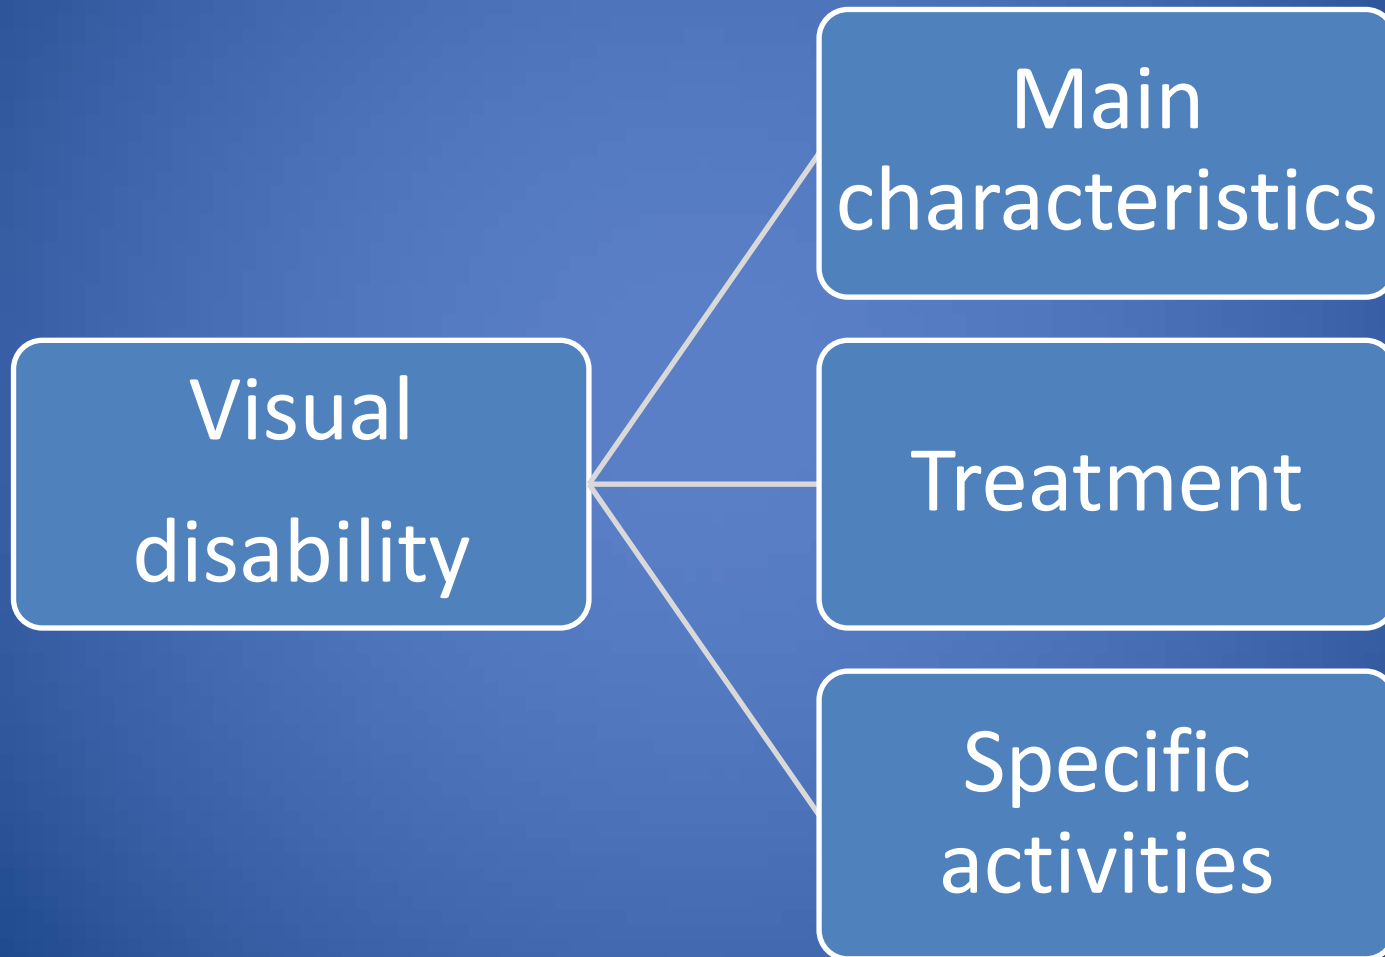 Visual
disability
Main
characteristics
Treatment
Specific
activities